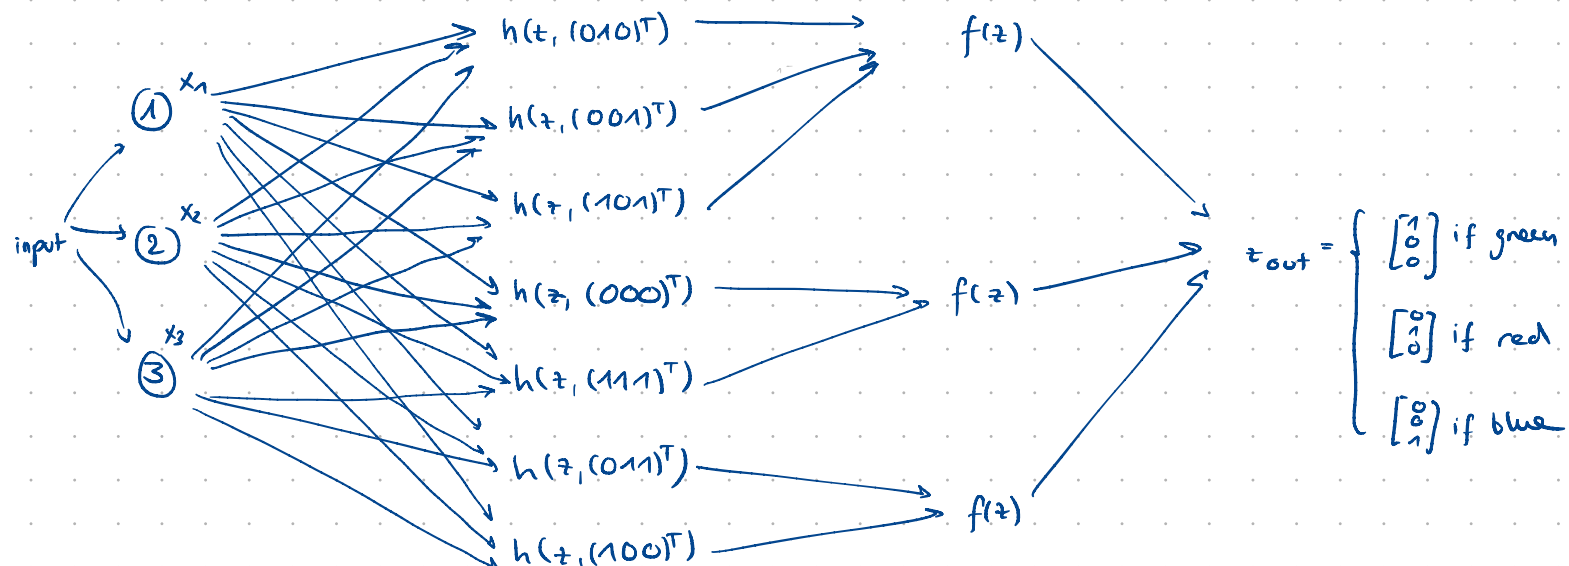 input
1 x1
2 x2
3 x3
h(z, (010)ᵀ)
h(z, (001)ᵀ)
h(z, (101)ᵀ)
h(z, (000)ᵀ)
h(z, (111)ᵀ)
h(z, (011)ᵀ)
h(z, (100)ᵀ)
f(z)
f(z)
f(z)
z out = { [1 0 0] if green
[0 1 0] if red
[0 0 1] if blue